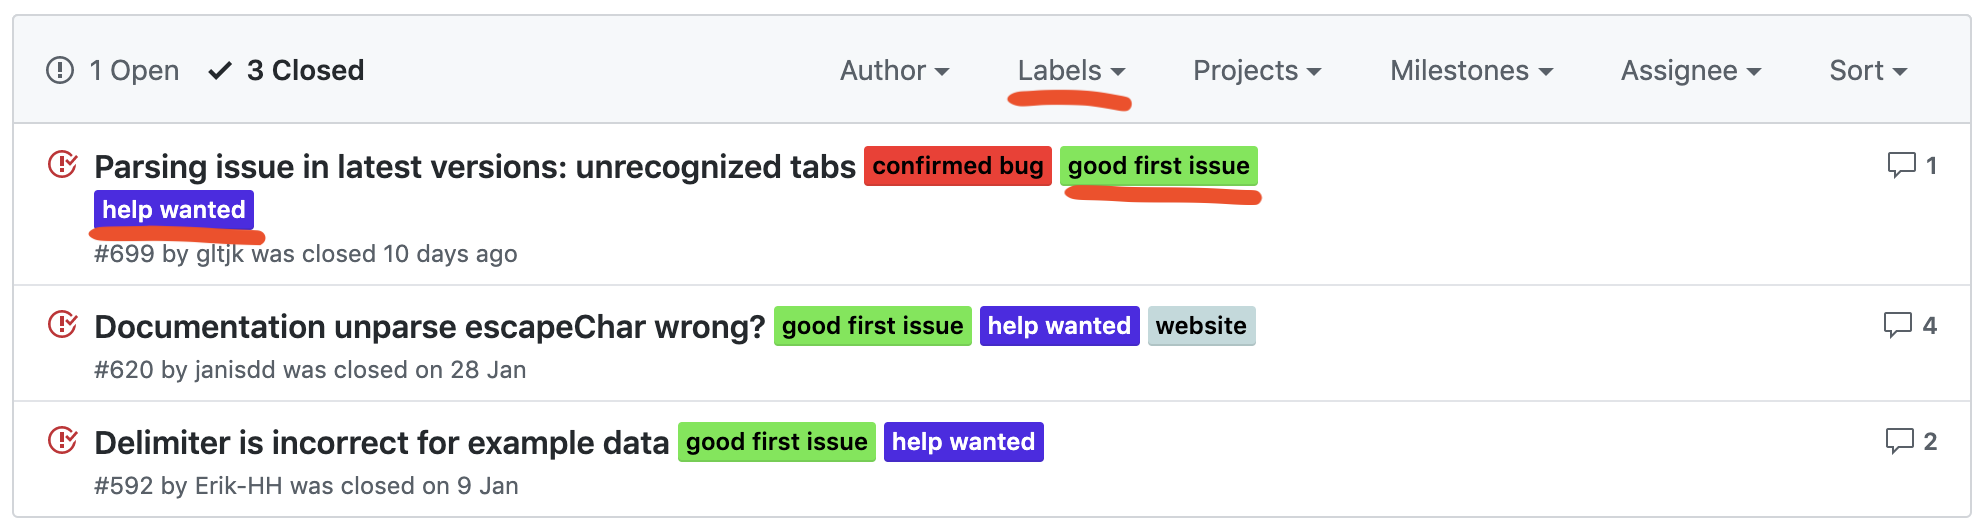 1 Open 3 Closed Author Labels Projects Milestones Assignee Sort
Parsing issue in latest versions: unrecognized tabs confirmed bug good first issue 1
help wanted
#699 by gltjk was closed 10 days ago
Documentation unparse escapeChar wrong? good first issue help wanted website 4
#620 by janisdd was closed on 28 Jan
Delimiter is incorrect for example data good first issue help wanted 2
#592 by Erik-HH was closed on 9 Jan